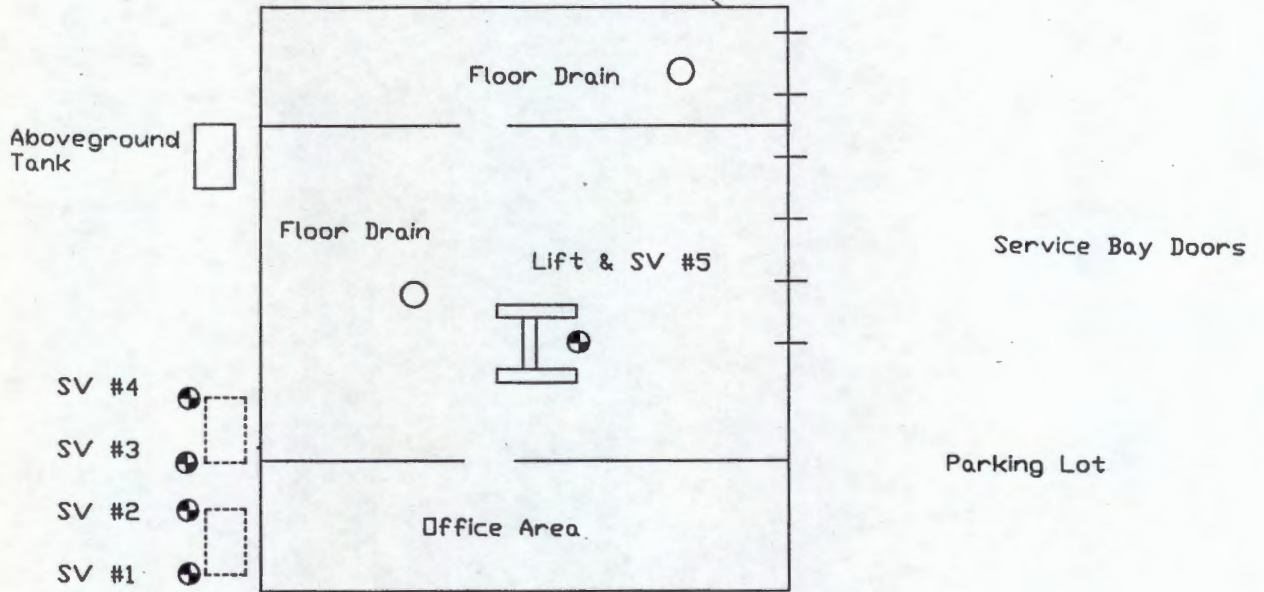 Floor Drain
Aboveground
Tank
Floor Drain
Service Bay Doors
Lift & SV #5
SV #4
SV #3
Parking Lot
SV #2
Office Area
SV #1